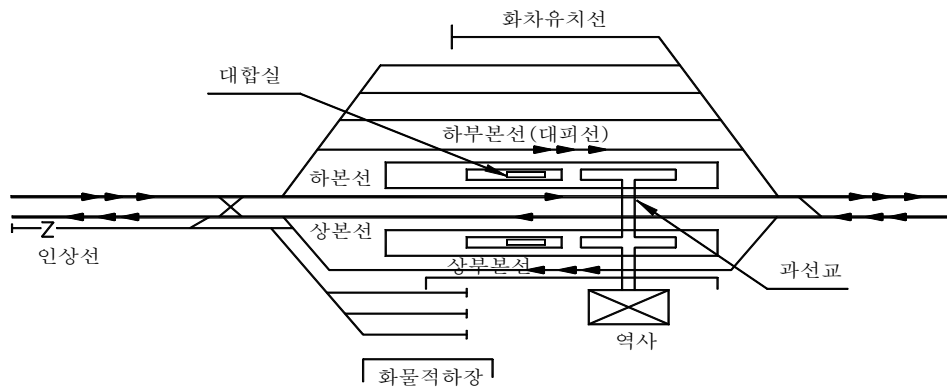 화차유치선
대합실
하부본선(대피선)
하본선
Z
상본선
인상선
상부본선
과선교
역사
화물적하장